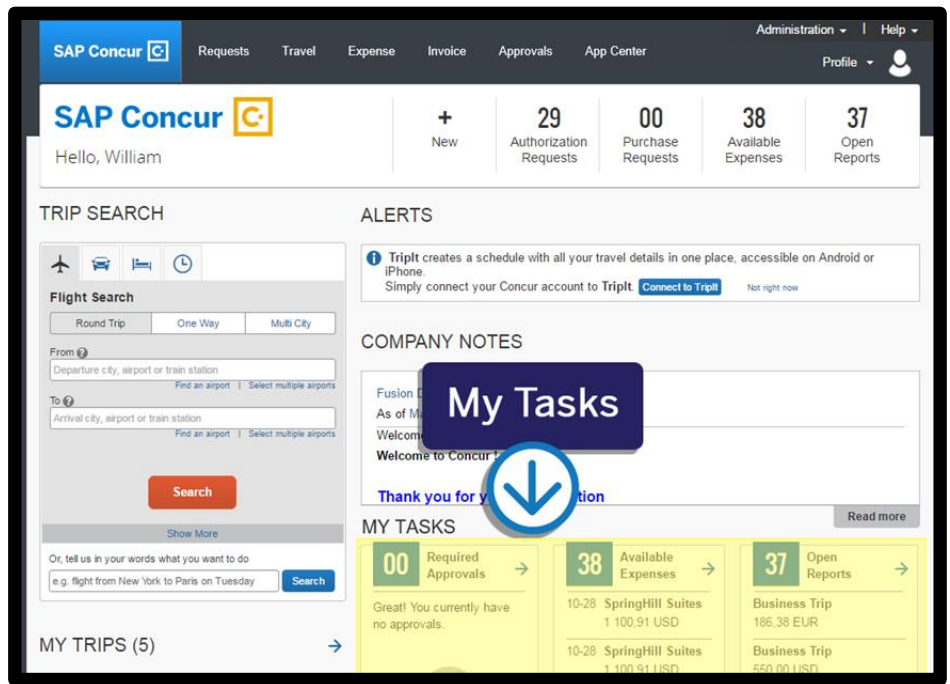 Administration | Help
SAP Concur Requests Travel Expense Invoice Approvals App Center
Profile
SAP Concur
Hello, William
+
New
29
Authorization
Requests
00
Purchase
Requests
38
Available
Expenses
37
Open
Reports
TRIP SEARCH
Flight Search
Round Trip One Way Multi City
From
Departure city, airport or train station
Find an airport | Select multiple airports
To
Arrival city, airport or train station
Find an airport | Select multiple airports
Search
Show More
Or, tell us in your words what you want to do
e.g. flight from New York to Paris on Tuesday Search
MY TRIPS (5)
ALERTS
TripIt creates a schedule with all your travel details in one place, accessible on Android or
iPhone.
Simply connect your Concur account to TripIt. Connect to TripIt Not right now
COMPANY NOTES
Fusion
As of
Welcome to Concur
Thank you for
My Tasks
Read more
MY TASKS
00 Required
Approvals
Great! You currently have
no approvals.
38 Available
Expenses
10-28 SpringHill Suites
1 100,91 USD
10-28 SpringHill Suites
1 100,91 USD
37 Open
Reports
Business Trip
186,38 EUR
Business Trip
550,00 USD